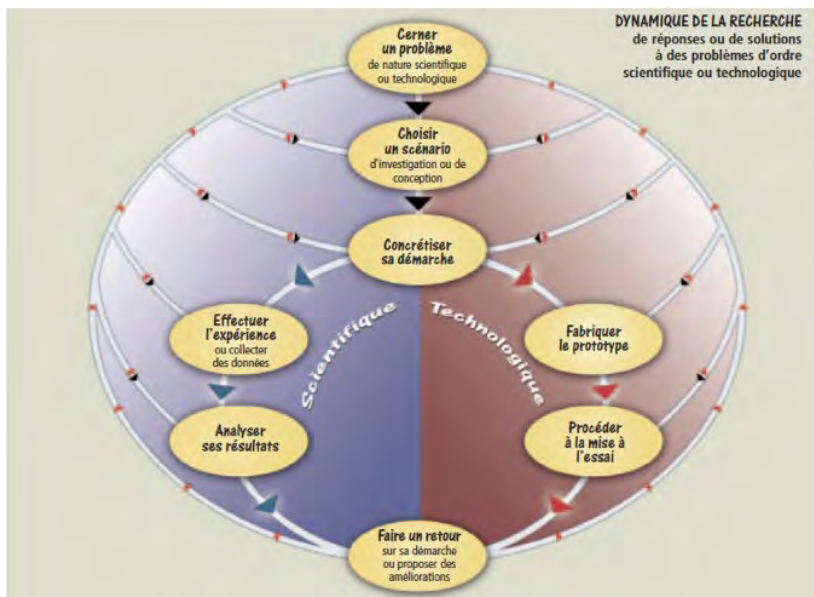 DYNAMIQUE DE LA RECHERCHE
de réponses ou de solutions
à des problèmes d'ordre
scientifique ou technologique
Cerner
un problème
de nature scientifique
ou technologique
Choisir
un scénario
d'investigation ou de
conception
Concrétiser
sa démarche
Scientifique
Technologique
Effectuer
l'expérience
ou collecter
des données
Fabriquer
le prototype
Analyser
ses résultats
Procéder
à la mise à
l'essai
Faire un retour
sur sa démarche
ou proposer des
améliorations